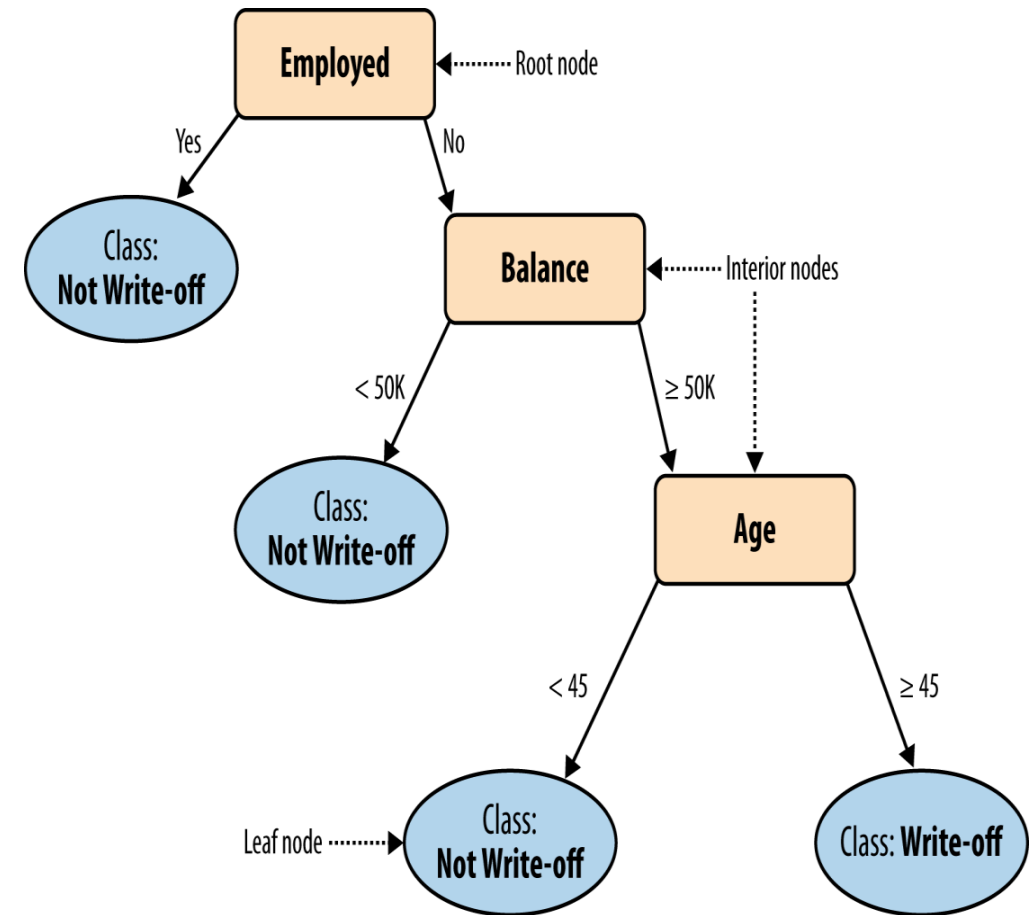 Employed
Root node
Yes
No
Class:
Not Write-off
Balance
Interior nodes
< 50K
≥ 50K
Class:
Not Write-off
Age
< 45
≥ 45
Leaf node
Class:
Not Write-off
Class: Write-off